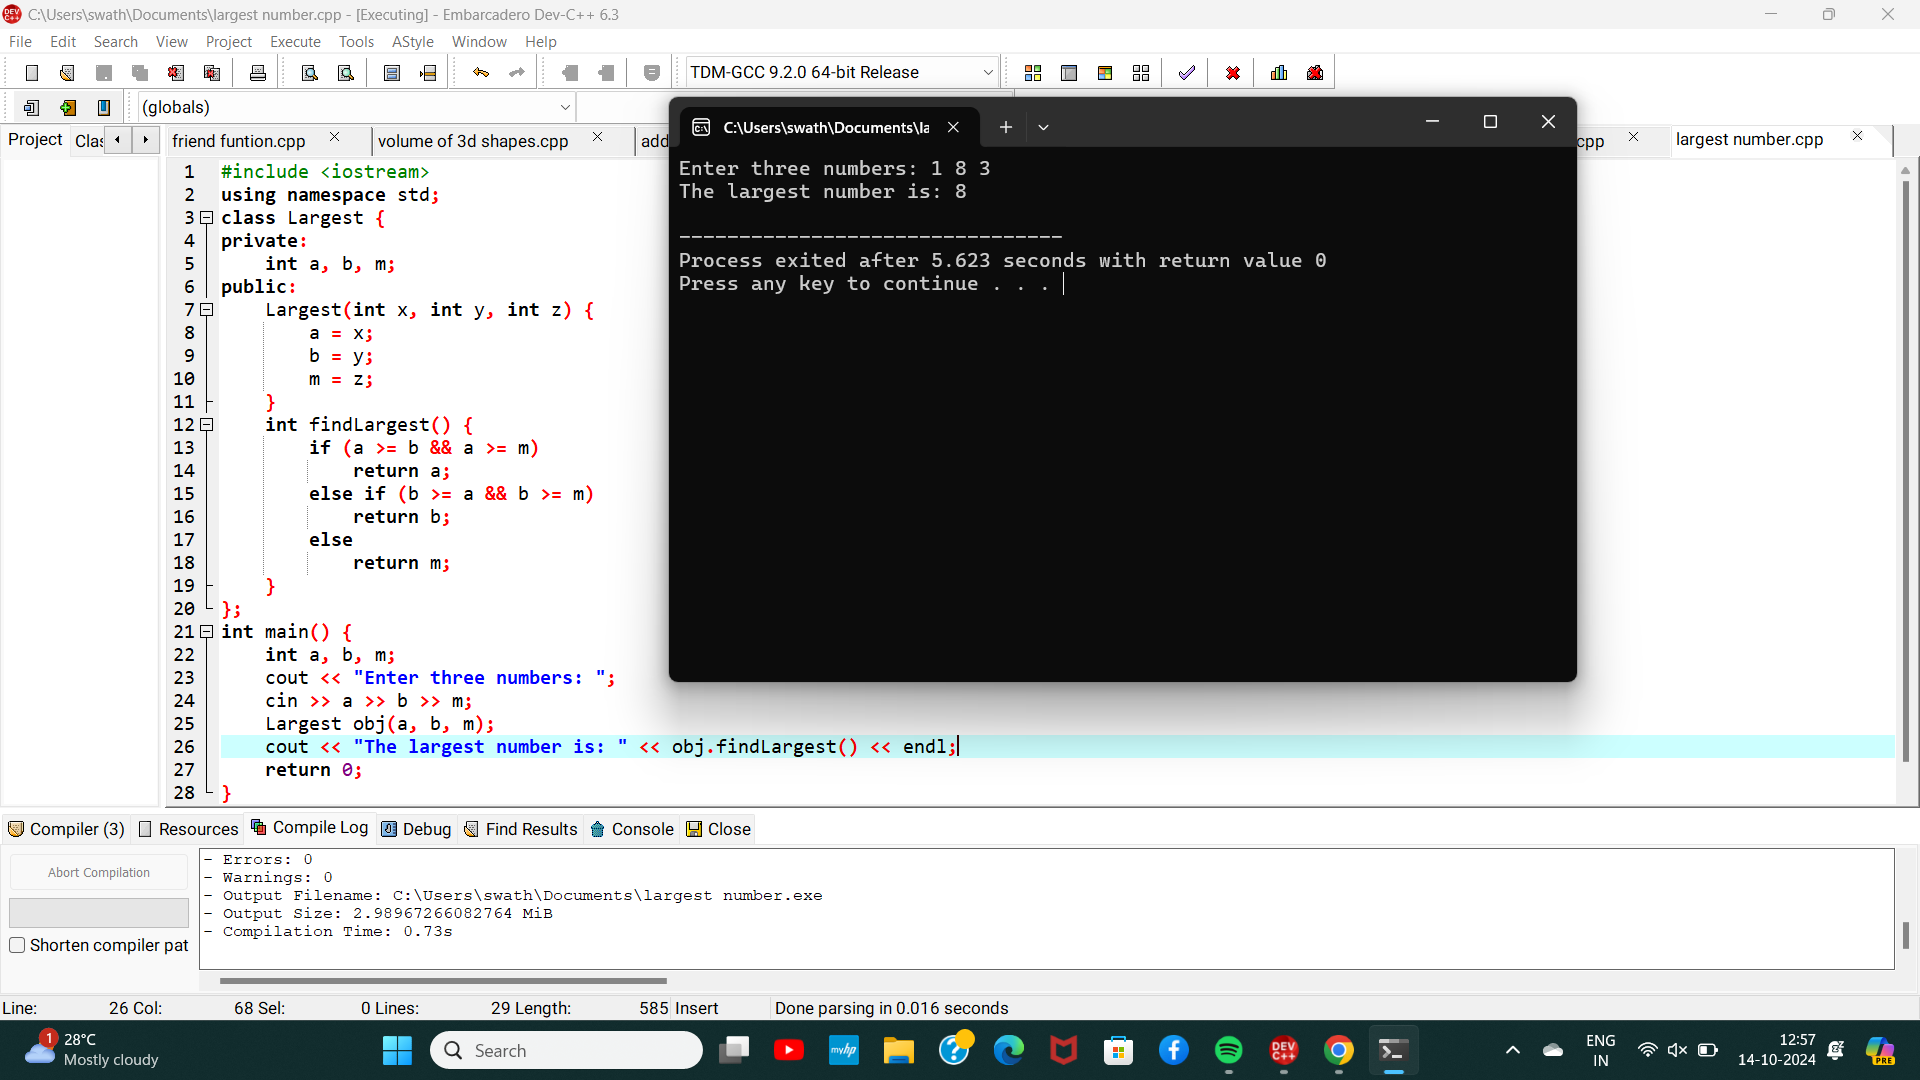 C:\Users\swath\Documents\largest number.cpp - [Executing] - Embarcadero Dev-C++ 6.3
File Edit Search View Project Execute Tools AStyle Window Help
TDM-GCC 9.2.0 64-bit Release
(globals)
Project Clas friend funtion.cpp volume of 3d shapes.cpp add cpp largest number.cpp
1 #include <iostream>
2 using namespace std;
3 class Largest {
4 private:
5 int a, b, m;
6 public:
7 Largest(int x, int y, int z) {
8 a = x;
9 b = y;
10 m = z;
11 }
12 int findLargest() {
13 if (a >= b && a >= m)
14 return a;
15 else if (b >= a && b >= m)
16 return b;
17 else
18 return m;
19 }
20 };
21 int main() {
22 int a, b, m;
23 cout << "Enter three numbers: ";
24 cin >> a >> b >> m;
25 Largest obj(a, b, m);
26 cout << "The largest number is: " << obj.findLargest() << endl;
27 return 0;
28 }
C:\Users\swath\Documents\la
Enter three numbers: 1 8 3
The largest number is: 8
--------------------------------
Process exited after 5.623 seconds with return value 0
Press any key to continue . . .
Compiler (3) Resources Compile Log Debug Find Results Console Close
Abort Compilation
Shorten compiler pat
- Errors: 0
- Warnings: 0
- Output Filename: C:\Users\swath\Documents\largest number.exe
- Output Size: 2.98967266082764 MiB
- Compilation Time: 0.73s
Line: 26 Col: 68 Sel: 0 Lines: 29 Length: 585 Insert Done parsing in 0.016 seconds
1
28°C
Mostly cloudy
Search
myhp
DEV C++
ENG
IN
12:57
14-10-2024
PRE